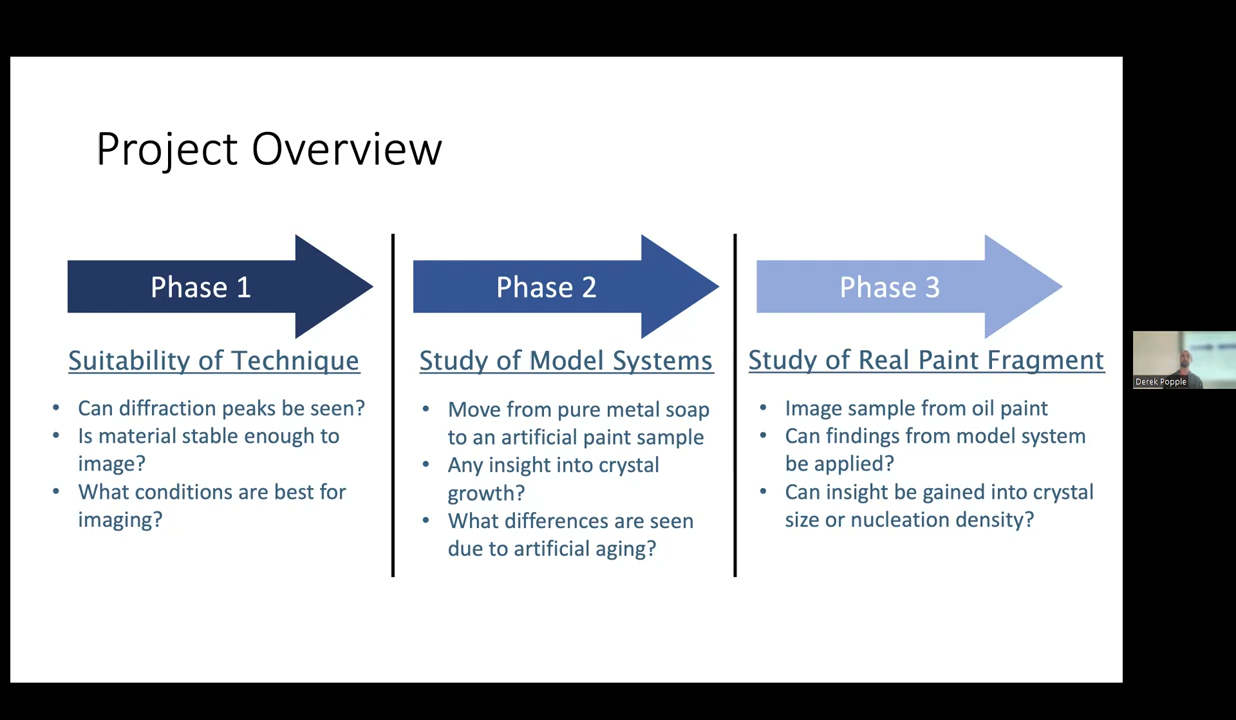 Project Overview
Phase 1
Suitability of Technique
• Can diffraction peaks be seen?
• Is material stable enough to
image?
• What conditions are best for
imaging?
Phase 2
Study of Model Systems
• Move from pure metal soap
to an artificial paint sample
• Any insight into crystal
growth?
• What differences are seen
due to artificial aging?
Phase 3
Study of Real Paint Fragment
• Image sample from oil paint
• Can findings from model system
be applied?
• Can insight be gained into crystal
size or nucleation density?
Derek Popple